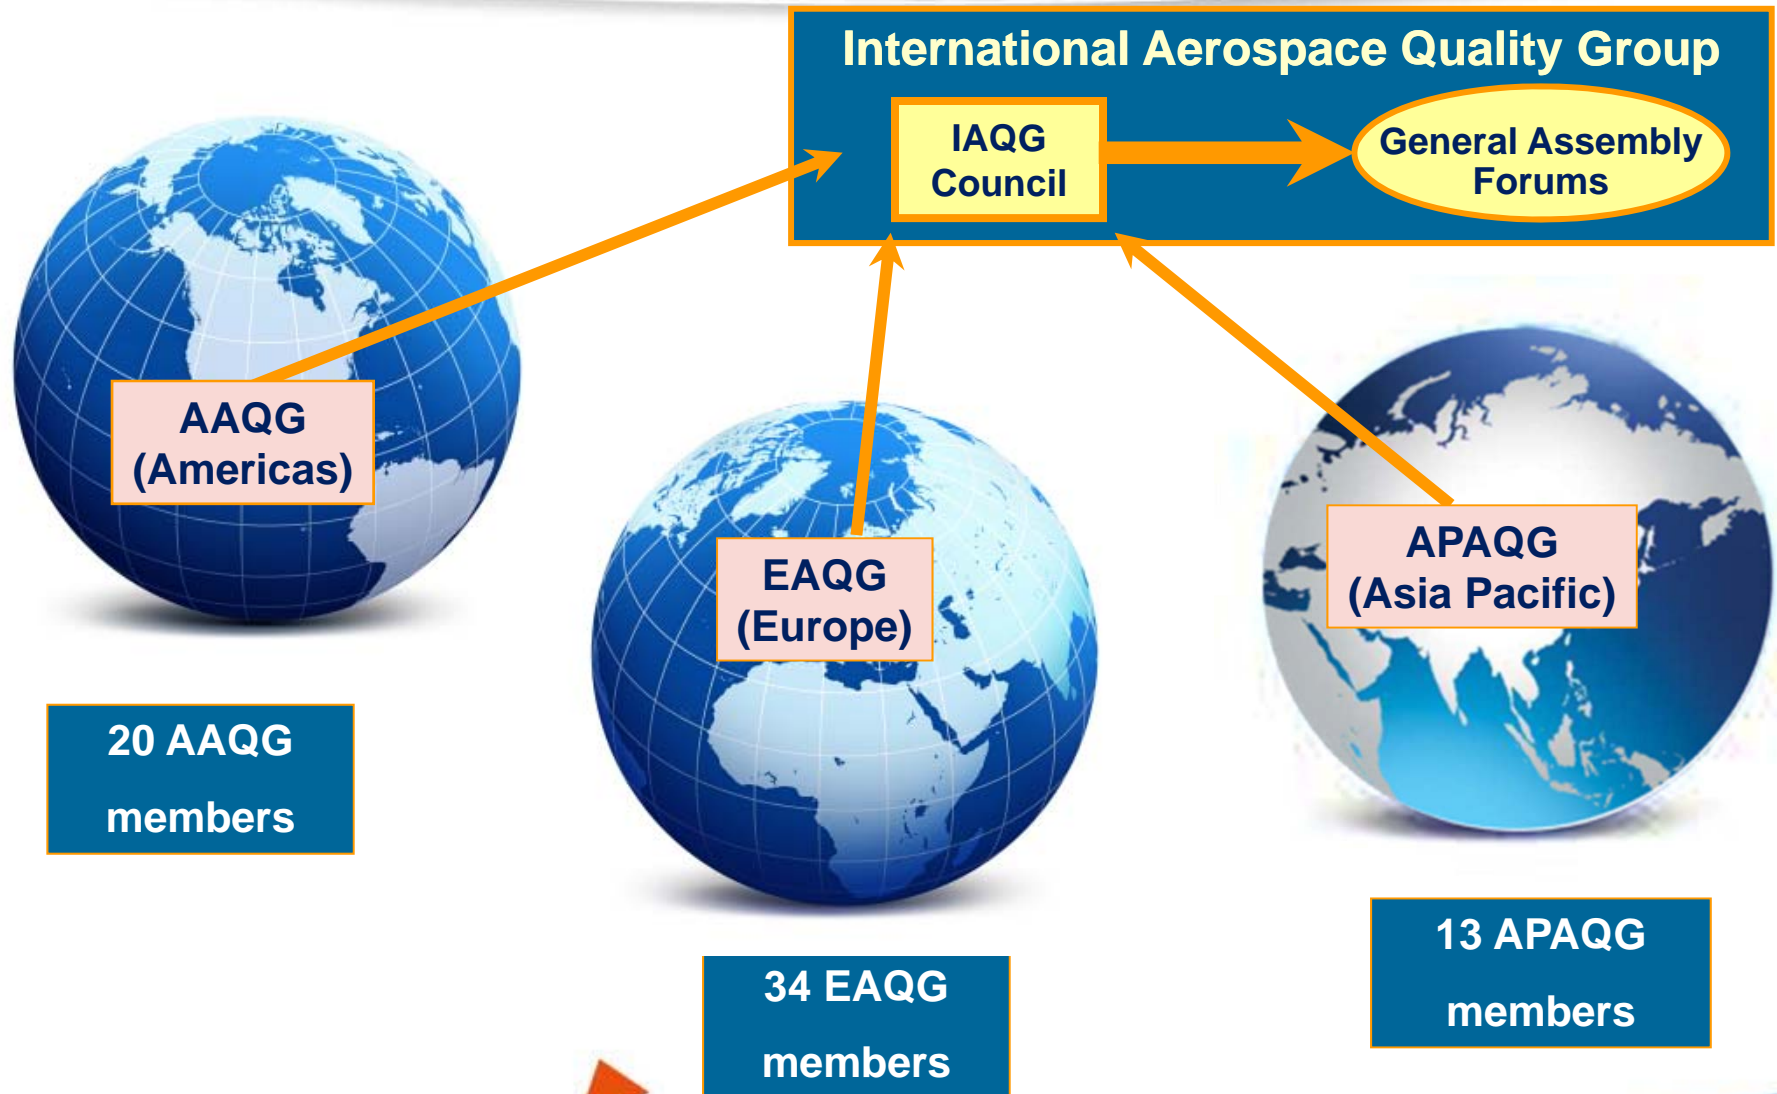 International Aerospace Quality Group
IAQG
Council
General Assembly
Forums
AAQG
(Americas)
EAQG
(Europe)
APAQG
(Asia Pacific)
20 AAQG
members
34 EAQG
members
13 APAQG
members